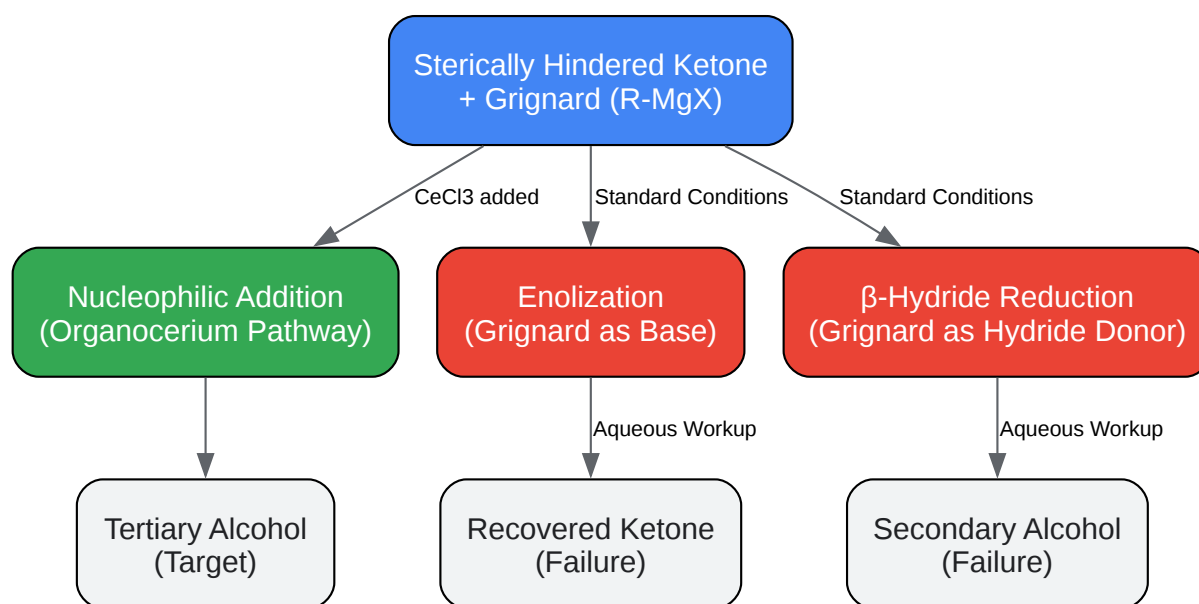 Sterically Hindered Ketone
+ Grignard (R-MgX)
CeCl3 added
Standard Conditions
Standard Conditions
Nucleophilic Addition
(Organocerium Pathway)
Enolization
(Grignard as Base)
β-Hydride Reduction
(Grignard as Hydride Donor)
Aqueous Workup
Aqueous Workup
Tertiary Alcohol
(Target)
Recovered Ketone
(Failure)
Secondary Alcohol
(Failure)